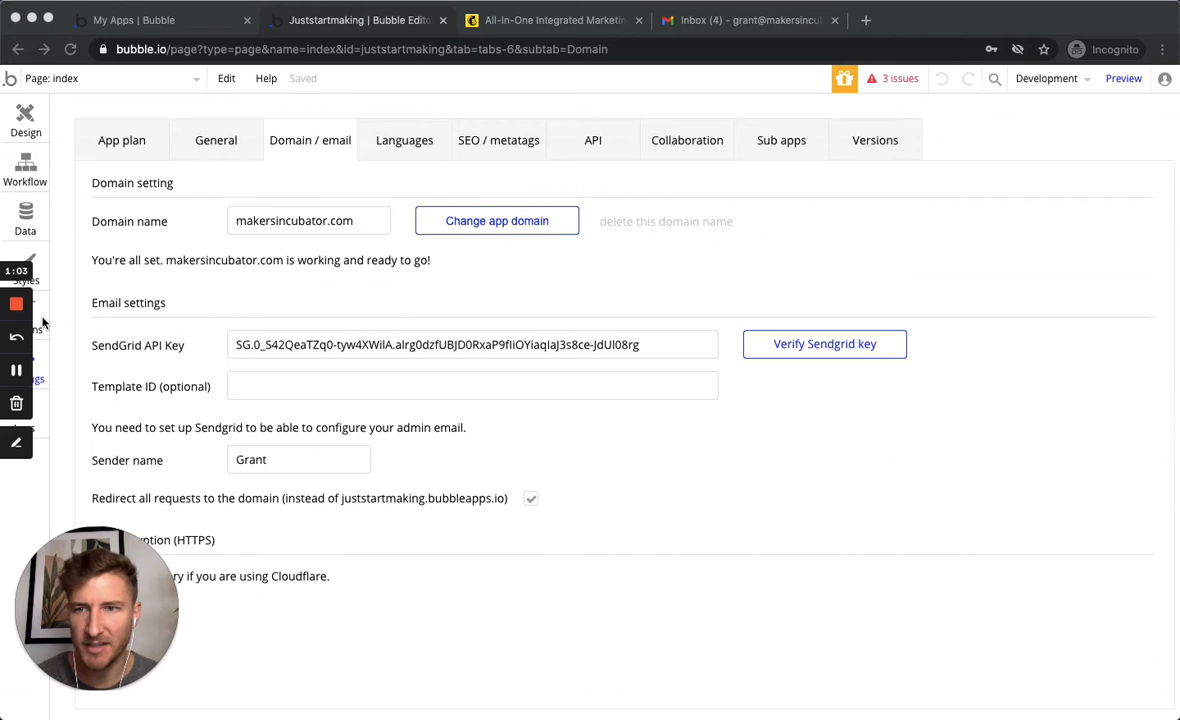 My Apps | Bubble
Juststartmaking | Bubble Edito
All-In-One Integrated Marketin
Inbox (4) - grant@makersincub
bubble.io/page?type=page&name=index&id=juststartmaking&tab=tabs-6&subtab=Domain
Incognito
Page: index
Edit
Help
Saved
3 issues
Development
Preview
Design
Workflow
Data
Styles
1:03
App plan
General
Domain / email
Languages
SEO / metatags
API
Collaboration
Sub apps
Versions
Domain setting
Domain name
makersincubator.com
Change app domain
delete this domain name
You're all set. makersincubator.com is working and ready to go!
Email settings
SendGrid API Key
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
Verify Sendgrid key
Template ID (optional)
You need to set up Sendgrid to be able to configure your admin email.
Sender name
Grant
Redirect all requests to the domain (instead of juststartmaking.bubbleapps.io)
ption (HTTPS)
ry if you are using Cloudflare.